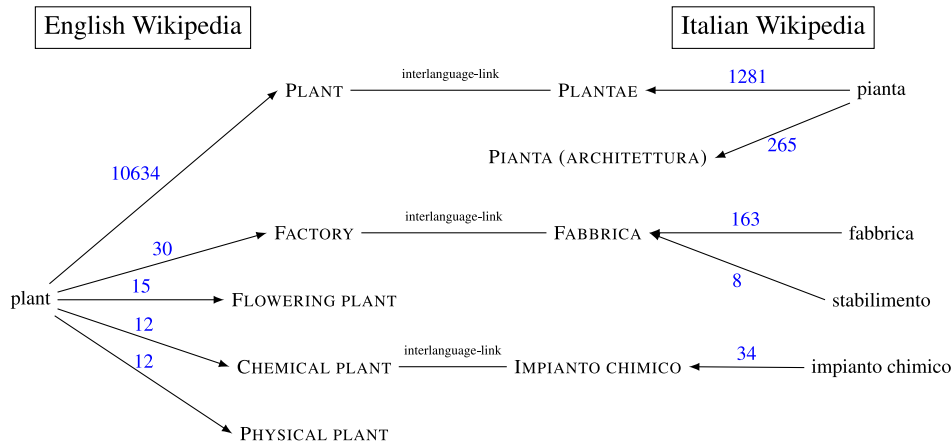 English Wikipedia
Italian Wikipedia
PLANT
interlanguage-link
PLANTAE
1281
pianta
PIANTA (ARCHITETTURA)
265
10634
FACTORY
interlanguage-link
FABBRICA
163
fabbrica
30
plant
15
FLOWERING PLANT
8
stabilimento
12
CHEMICAL PLANT
interlanguage-link
IMPIANTO CHIMICO
34
impianto chimico
12
PHYSICAL PLANT